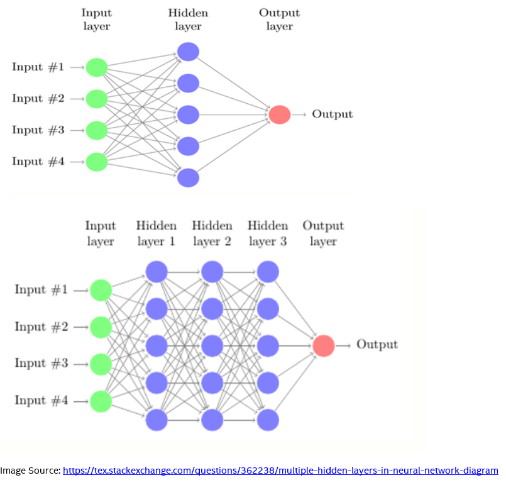 Input Hidden Output
layer layer layer
Input #1
Input #2
Input #3
Input #4
Output
Input Hidden Hidden Hidden Output
layer layer 1 layer 2 layer 3 layer
Input #1
Input #2
Input #3
Input #4
Output
Image Source: https://tex.stackexchange.com/questions/362238/multiple-hidden-layers-in-neural-network-diagram